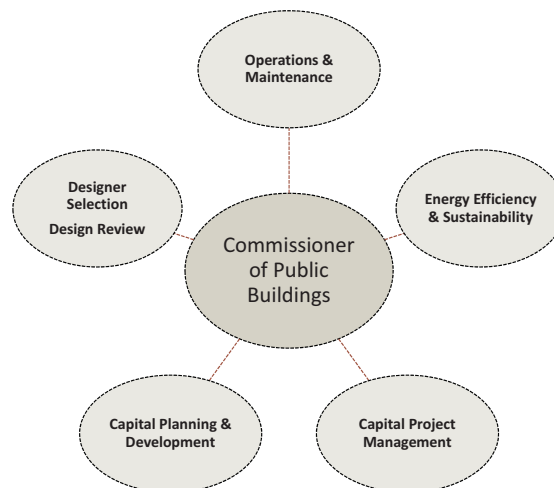 Operations &
Maintenance
Designer
Selection
Design Review
Energy Efficiency
& Sustainability
Commissioner
of Public
Buildings
Capital Planning &
Development
Capital Project
Management